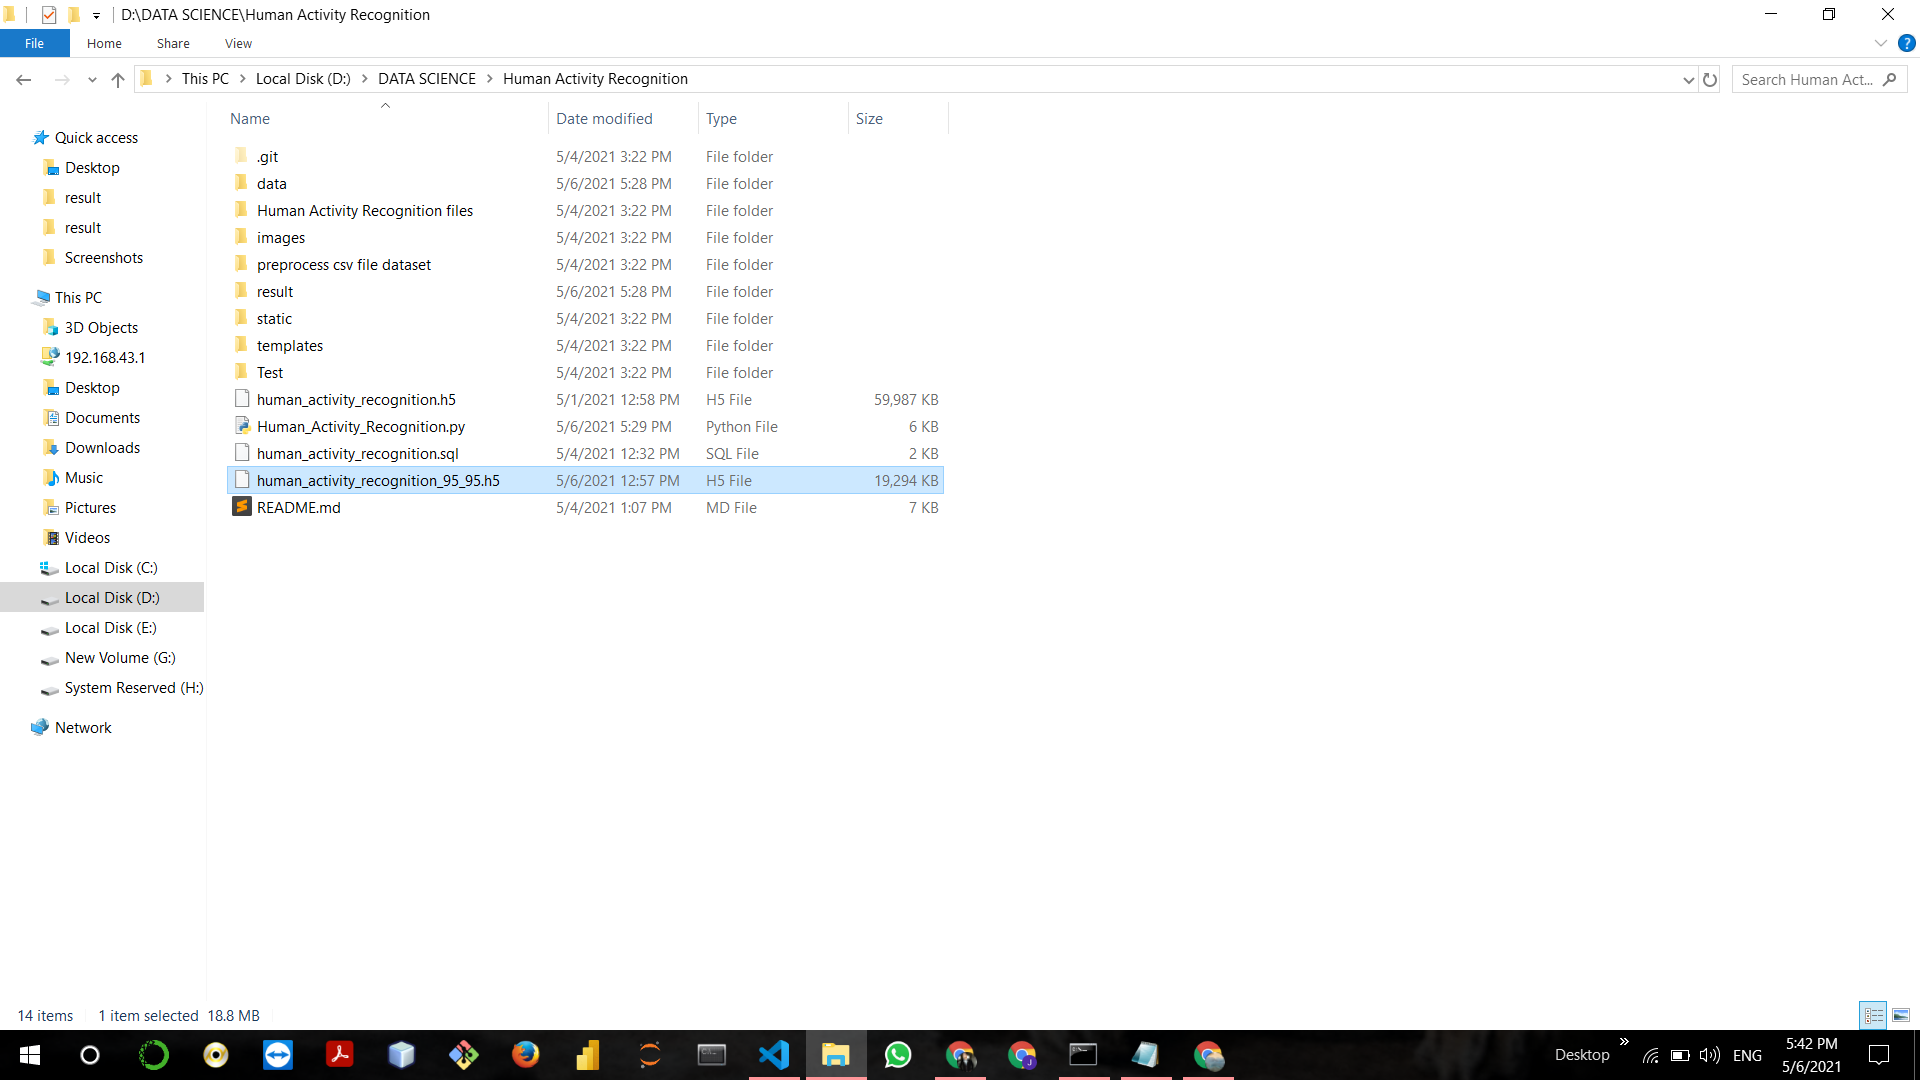 D:\DATA SCIENCE\Human Activity Recognition
File Home Share View
This PC Local Disk (D:) DATA SCIENCE Human Activity Recognition
Search Human Act...
Name Date modified Type Size
Quick access
Desktop
result
result
Screenshots
This PC
3D Objects
192.168.43.1
Desktop
Documents
Downloads
Music
Pictures
Videos
Local Disk (C:)
Local Disk (D:)
Local Disk (E:)
New Volume (G:)
System Reserved (H:)
Network
.git 5/4/2021 3:22 PM File folder
data 5/6/2021 5:28 PM File folder
Human Activity Recognition files 5/4/2021 3:22 PM File folder
images 5/4/2021 3:22 PM File folder
preprocess csv file dataset 5/4/2021 3:22 PM File folder
result 5/6/2021 5:28 PM File folder
static 5/4/2021 3:22 PM File folder
templates 5/4/2021 3:22 PM File folder
Test 5/4/2021 3:22 PM File folder
human_activity_recognition.h5 5/1/2021 12:58 PM H5 File 59,987 KB
Human_Activity_Recognition.py 5/6/2021 5:29 PM Python File 6 KB
human_activity_recognition.sql 5/4/2021 12:32 PM SQL File 2 KB
human_activity_recognition_95_95.h5 5/6/2021 12:57 PM H5 File 19,294 KB
README.md 5/4/2021 1:07 PM MD File 7 KB
14 items 1 item selected 18.8 MB
Desktop ENG 5:42 PM
5/6/2021